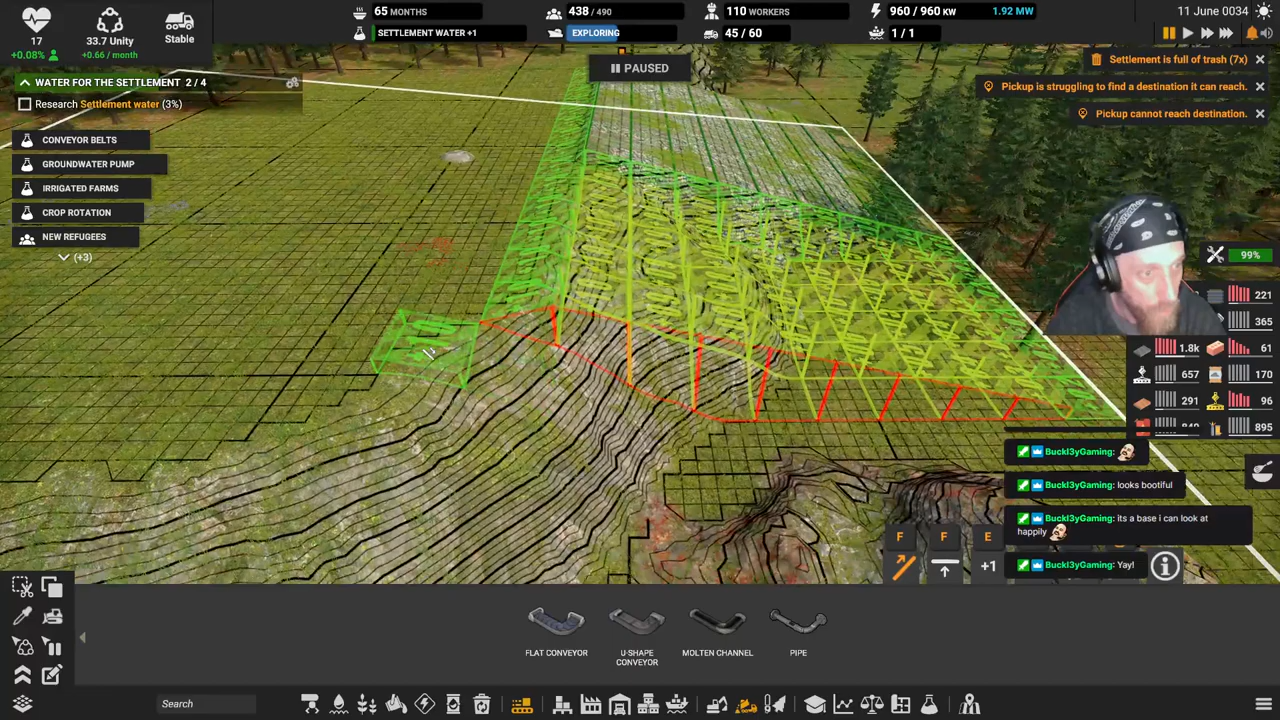 17
+0.08%
33.7 Unity
+0.66 / month
Stable
65 MONTHS
SETTLEMENT WATER +1
438 / 490
EXPLORING
110 WORKERS
45 / 60
960 / 960 KW
1.92 MW
1 / 1
11 June 0034
PAUSED
WATER FOR THE SETTLEMENT 2 / 4
Research Settlement water (3%)
CONVEYOR BELTS
GROUNDWATER PUMP
IRRIGATED FARMS
CROP ROTATION
NEW REFUGEES
(+3)
Settlement is full of trash (7x)
Pickup is struggling to find a destination it can reach.
Pickup cannot reach destination.
99%
221
365
1.8k
61
657
170
291
96
895
Buckl3yGaming:
Buckl3yGaming: looks bootiful
Buckl3yGaming: its a base i can look at
happily
Buckl3yGaming: Yay!
F
F
E
+1
FLAT CONVEYOR
U-SHAPE
CONVEYOR
MOLTEN CHANNEL
PIPE
Search